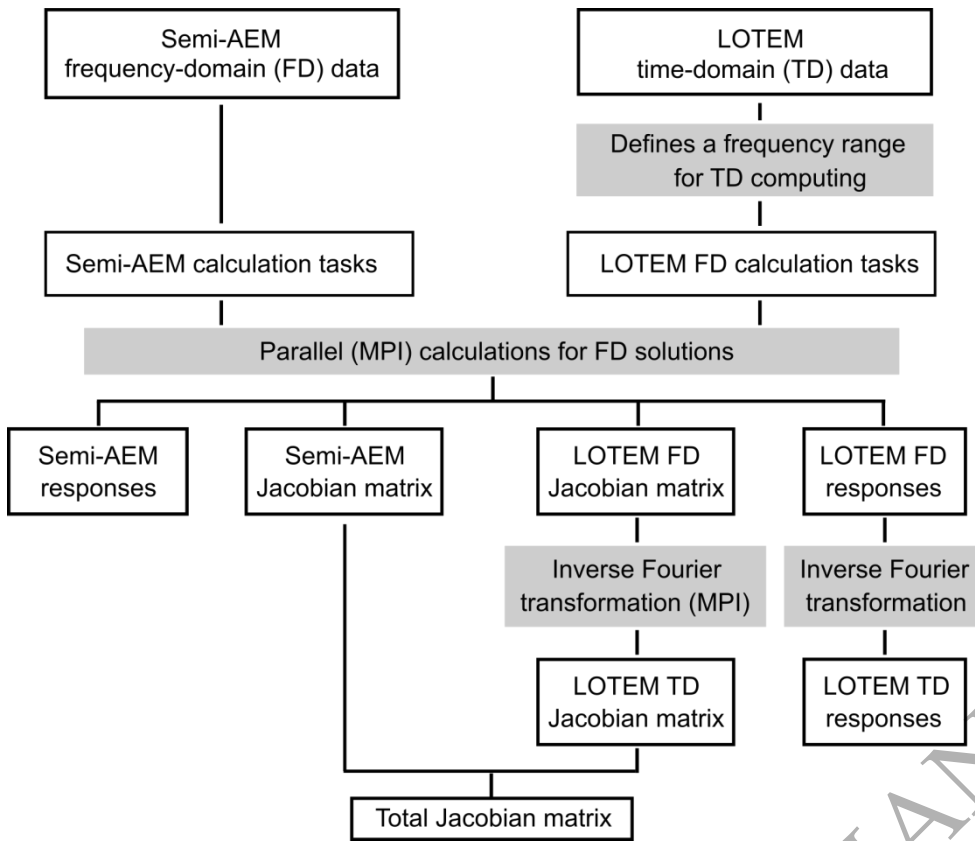 Semi-AEM
frequency-domain (FD) data
LOTEM
time-domain (TD) data
Defines a frequency range
for TD computing
Semi-AEM calculation tasks
LOTEM FD calculation tasks
Parallel (MPI) calculations for FD solutions
Semi-AEM
responses
Semi-AEM
Jacobian matrix
LOTEM FD
Jacobian matrix
LOTEM FD
responses
Inverse Fourier
transformation (MPI)
Inverse Fourier
transformation
LOTEM TD
Jacobian matrix
LOTEM TD
responses
Total Jacobian matrix